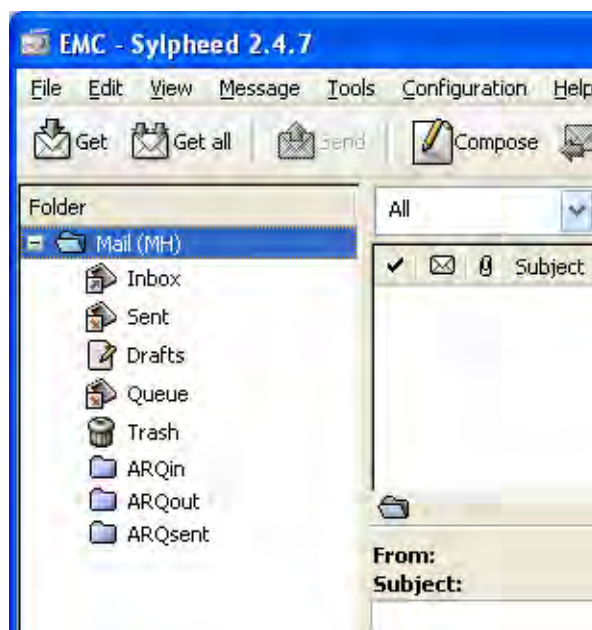 EMC - Sylpheed 2.4.7
File Edit View Message Tools Configuration Help
Get Get all Send Compose
Folder
All
Mail (MH)
Subject
Inbox
Sent
Drafts
Queue
Trash
ARQin
ARQout
ARQsent
From:
Subject: